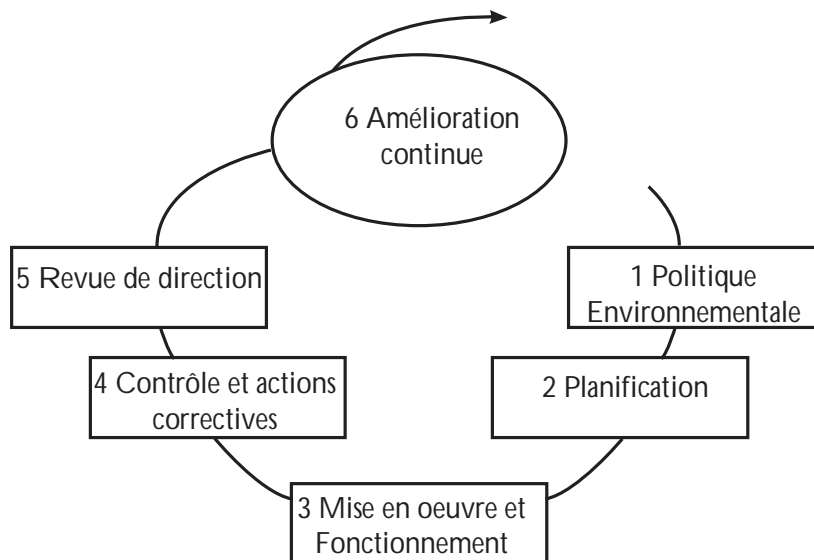 6 Amélioration
continue
5 Revue de direction
1 Politique
Environnementale
4 Contrôle et actions
correctives
2 Planification
3 Mise en oeuvre et
Fonctionnement